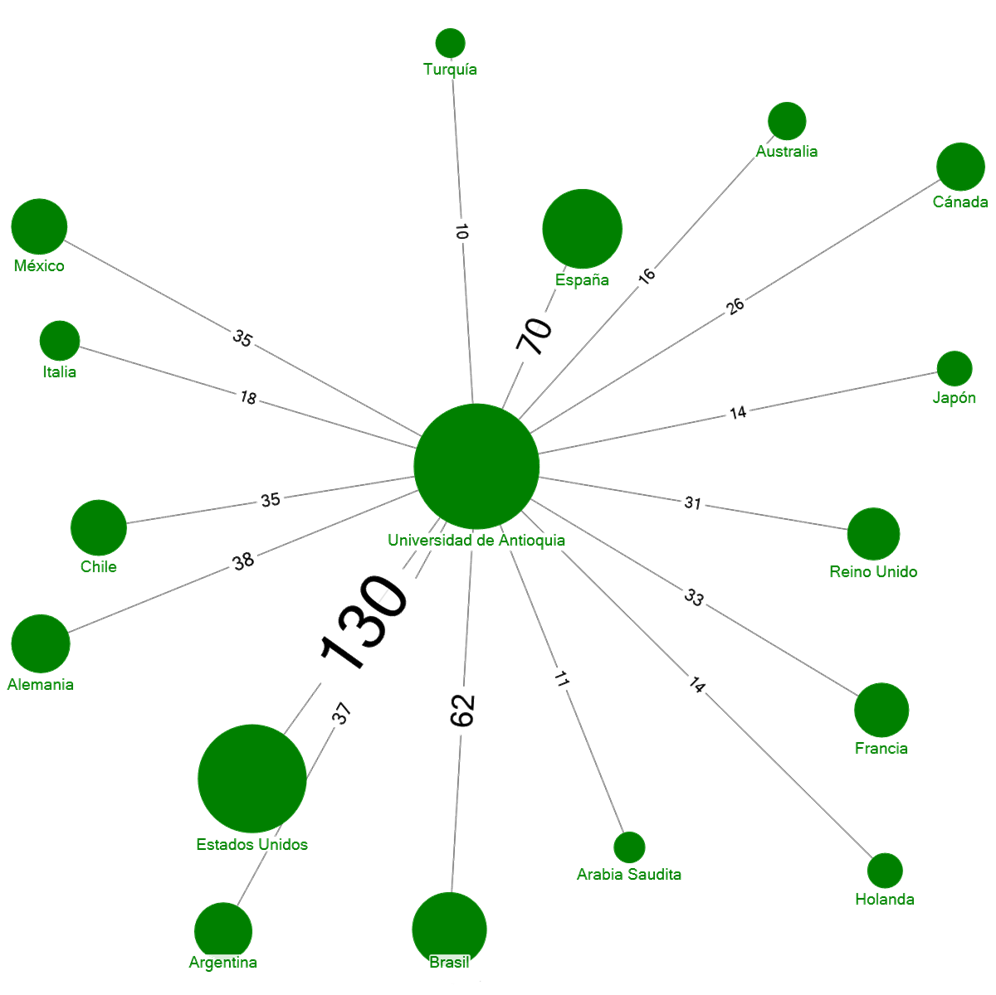 Turquía
Australia
Cánada
10
España
México
16
26
35
70
Italia
18
Japón
14
35
31
Universidad de Antioquia
Chile
38
Reino Unido
130
33
Alemania
11
14
62
37
Francia
Estados Unidos
Arabia Saudita
Holanda
Argentina
Brasil